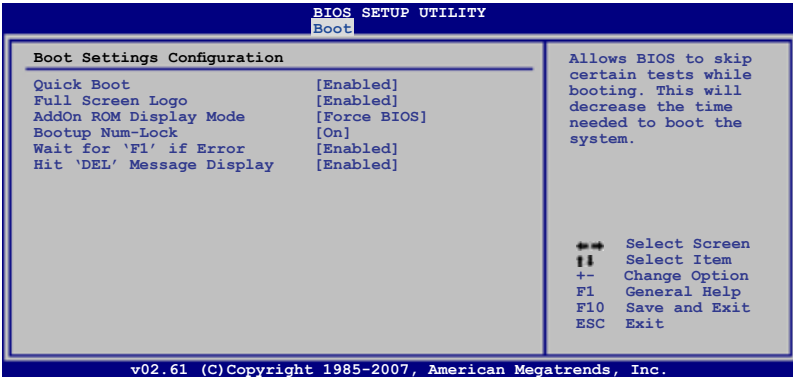 BIOS SETUP UTILITY
Boot
Boot Settings Configuration
Quick Boot [Enabled]
Full Screen Logo [Enabled]
AddOn ROM Display Mode [Force BIOS]
Bootup Num-Lock [On]
Wait for ‘F1’ if Error [Enabled]
Hit ‘DEL’ Message Display [Enabled]
Allows BIOS to skip
certain tests while
booting. This will
decrease the time
needed to boot the
system.
Select Screen
Select Item
+- Change Option
F1 General Help
F10 Save and Exit
ESC Exit
v02.61 (C)Copyright 1985-2007, American Megatrends, Inc.